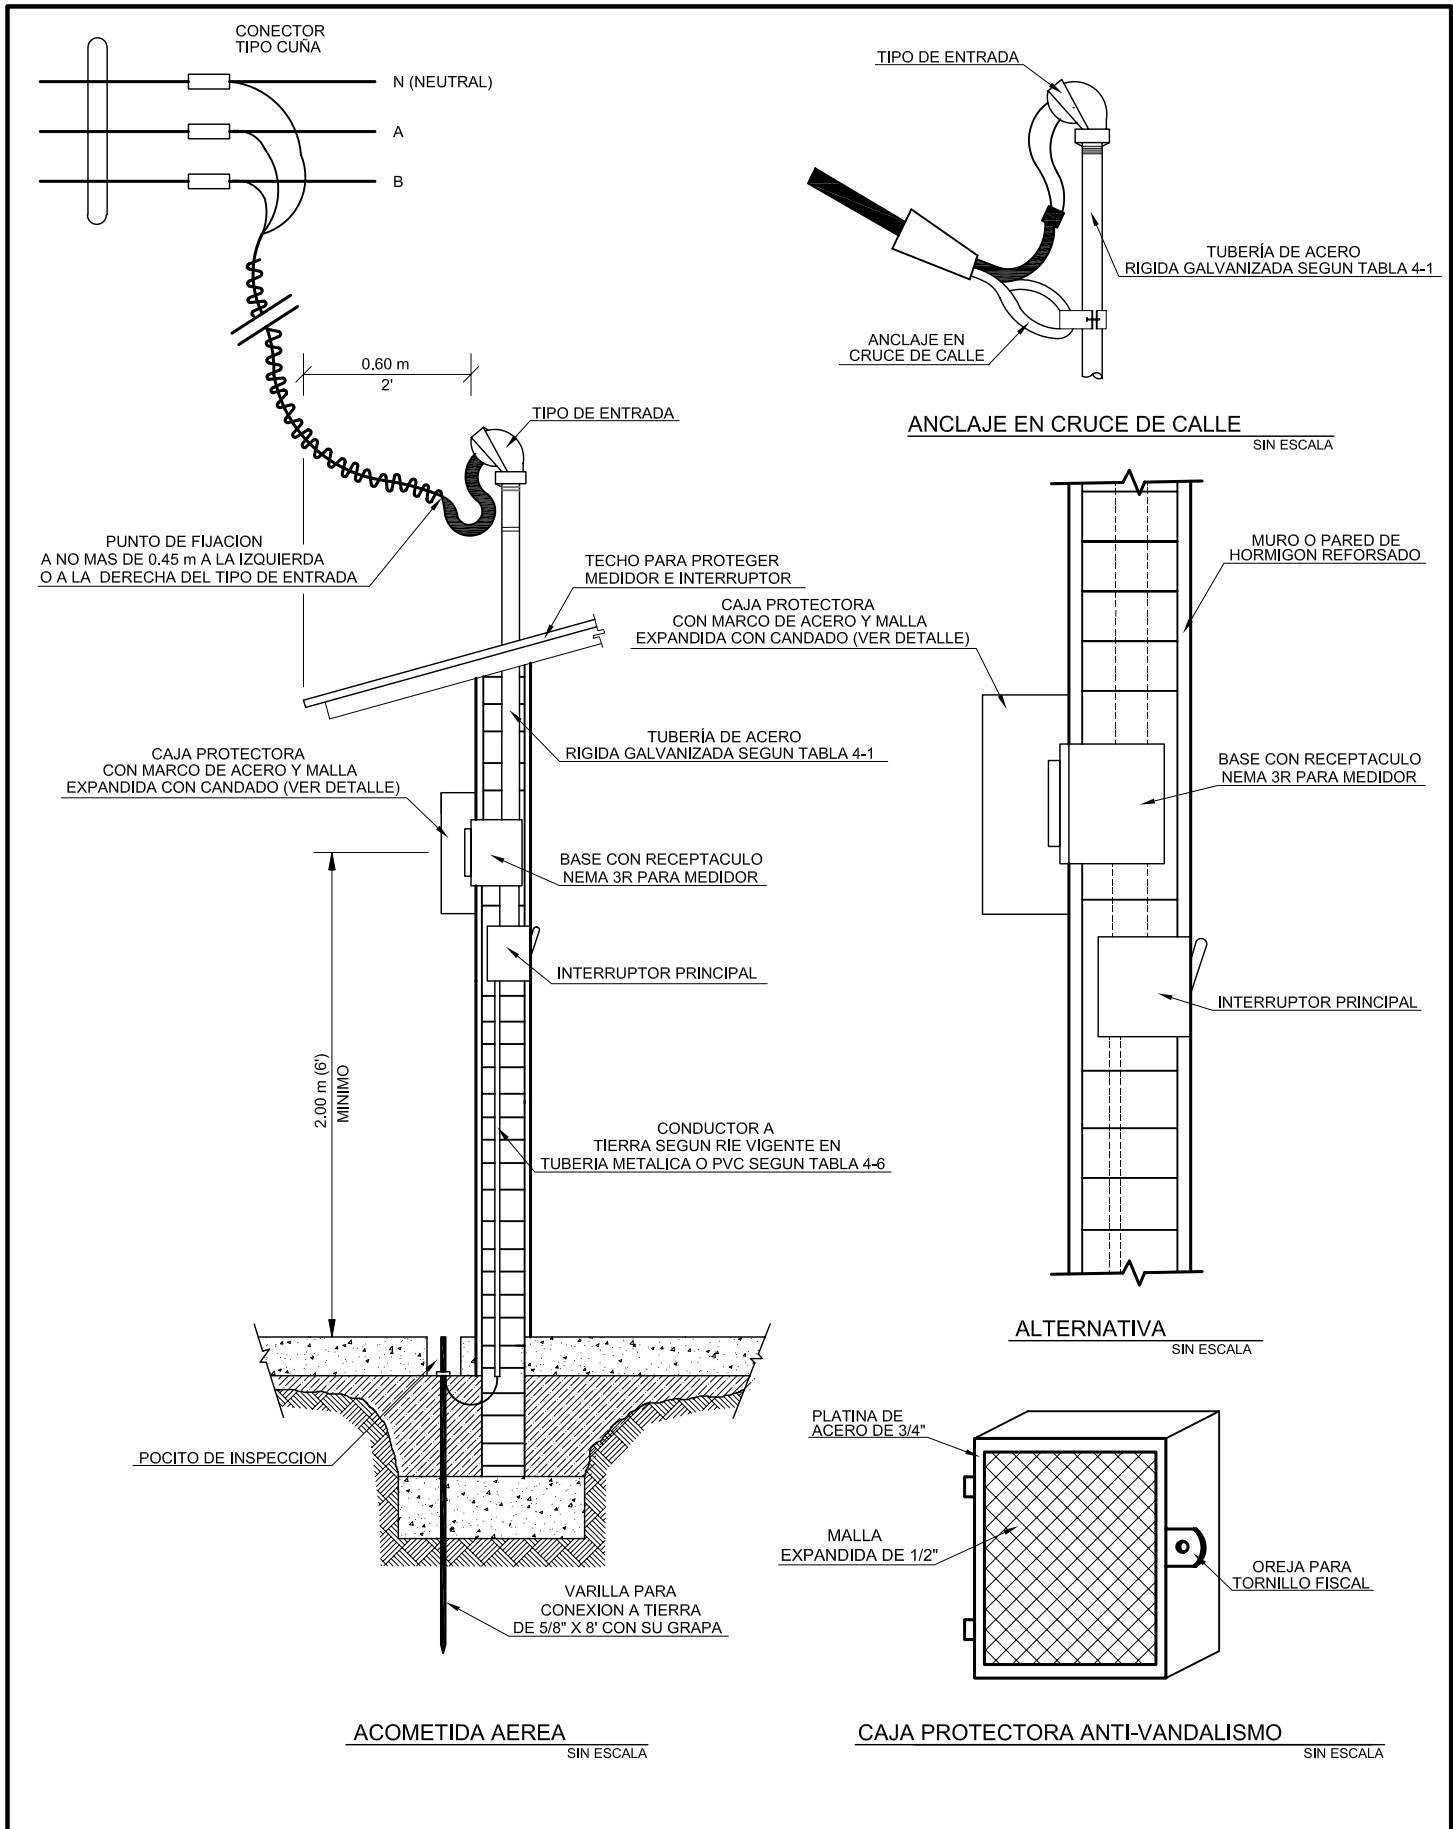 CONECTOR
TIPO CUÑA
N (NEUTRAL)
A
B
0.60 m
2'
TIPO DE ENTRADA
PUNTO DE FIJACION
A NO MAS DE 0.45 m A LA IZQUIERDA
O A LA DERECHA DEL TIPO DE ENTRADA
TECHO PARA PROTEGER
MEDIDOR E INTERRUPTOR
TUBERÍA DE ACERO
RIGIDA GALVANIZADA SEGUN TABLA 4-1
CAJA PROTECTORA
CON MARCO DE ACERO Y MALLA
EXPANDIDA CON CANDADO (VER DETALLE)
BASE CON RECEPTACULO
NEMA 3R PARA MEDIDOR
INTERRUPTOR PRINCIPAL
2.00 m (6')
MINIMO
CONDUCTOR A
TIERRA SEGUN RIE VIGENTE EN
TUBERIA METALICA O PVC SEGUN TABLA 4-6
POCITO DE INSPECCION
VARILLA PARA
CONEXION A TIERRA
DE 5/8" X 8' CON SU GRAPA
ACOMETIDA AEREA
SIN ESCALA
TIPO DE ENTRADA
TUBERÍA DE ACERO
RIGIDA GALVANIZADA SEGUN TABLA 4-1
ANCLAJE EN
CRUCE DE CALLE
ANCLAJE EN CRUCE DE CALLE
SIN ESCALA
MURO O PARED DE
HORMIGON REFORSADO
CAJA PROTECTORA
CON MARCO DE ACERO Y MALLA
EXPANDIDA CON CANDADO (VER DETALLE)
BASE CON RECEPTACULO
NEMA 3R PARA MEDIDOR
INTERRUPTOR PRINCIPAL
ALTERNATIVA
SIN ESCALA
PLATINA DE
ACERO DE 3/4"
MALLA
EXPANDIDA DE 1/2"
OREJA PARA
TORNILLO FISCAL
CAJA PROTECTORA ANTI-VANDALISMO
SIN ESCALA